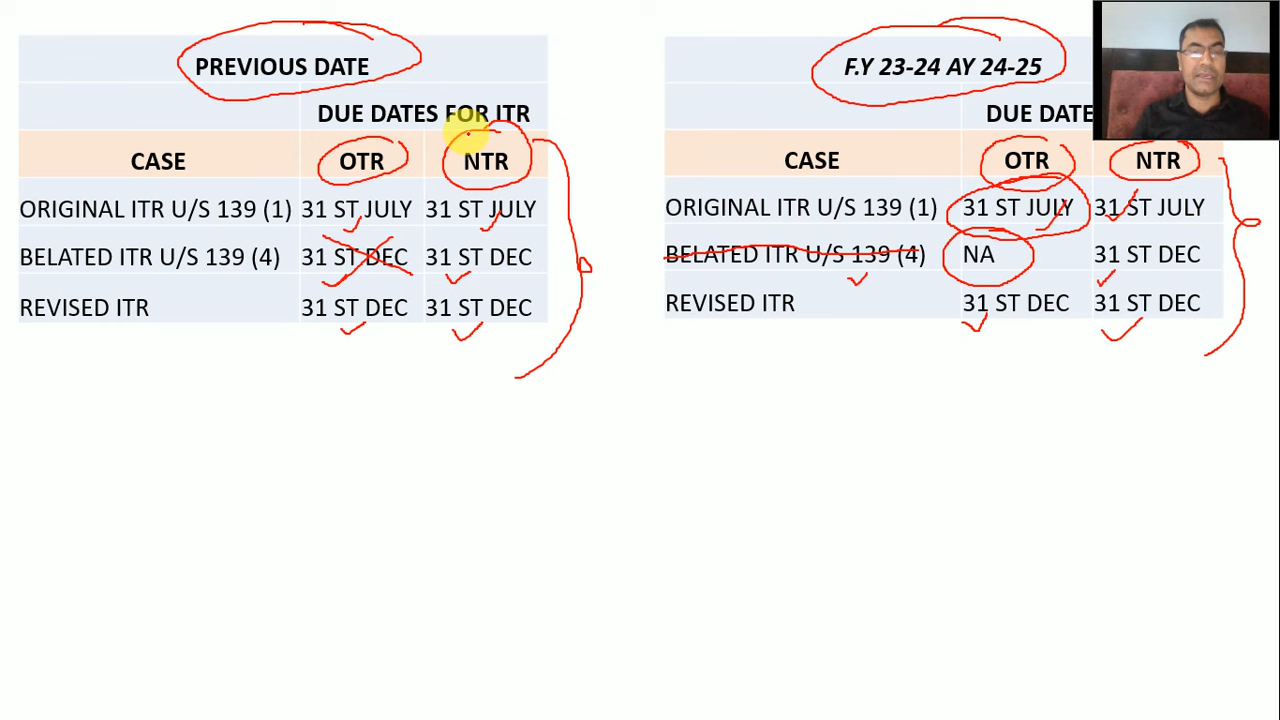 PREVIOUS DATE
DUE DATES FOR ITR
CASE OTR NTR
ORIGINAL ITR U/S 139 (1) 31 ST JULY 31 ST JULY
BELATED ITR U/S 139 (4) 31 ST DEC 31 ST DEC
REVISED ITR 31 ST DEC 31 ST DEC
F.Y 23-24 AY 24-25
DUE DATE
CASE OTR NTR
ORIGINAL ITR U/S 139 (1) 31 ST JULY 31 ST JULY
BELATED ITR U/S 139 (4) NA 31 ST DEC
REVISED ITR 31 ST DEC 31 ST DEC